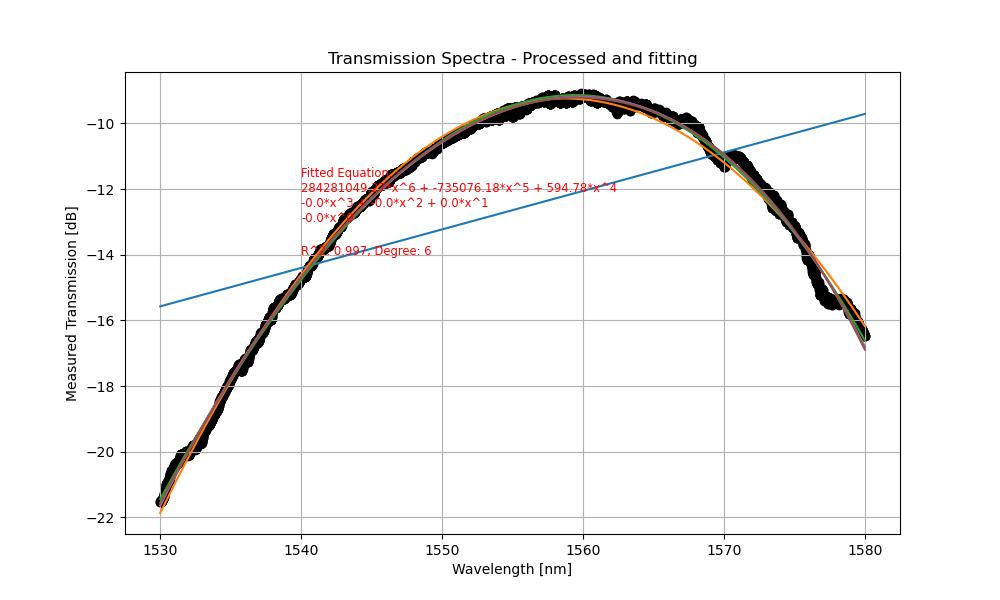 Transmission Spectra - Processed and fitting
Measured Transmission [dB]
−10
−12
−14
−16
−18
−20
−22
Fitted Equation
284281049. *x^6 + -735076.18*x^5 + 594.78*x^4
-0.0*x^3 0.0*x^2 + 0.0*x^1
-0.0*x^
R^ 0.997, Degree: 6
1530 1540 1550 1560 1570 1580
Wavelength [nm]